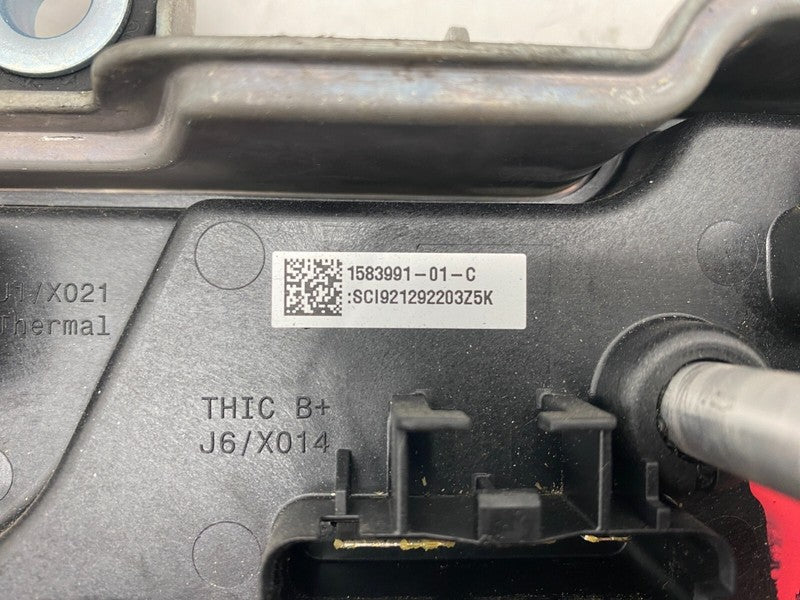 1583991-01-C
:SCI921292203Z5K
J1/X021
Thermal
THIC B+
J6/X014